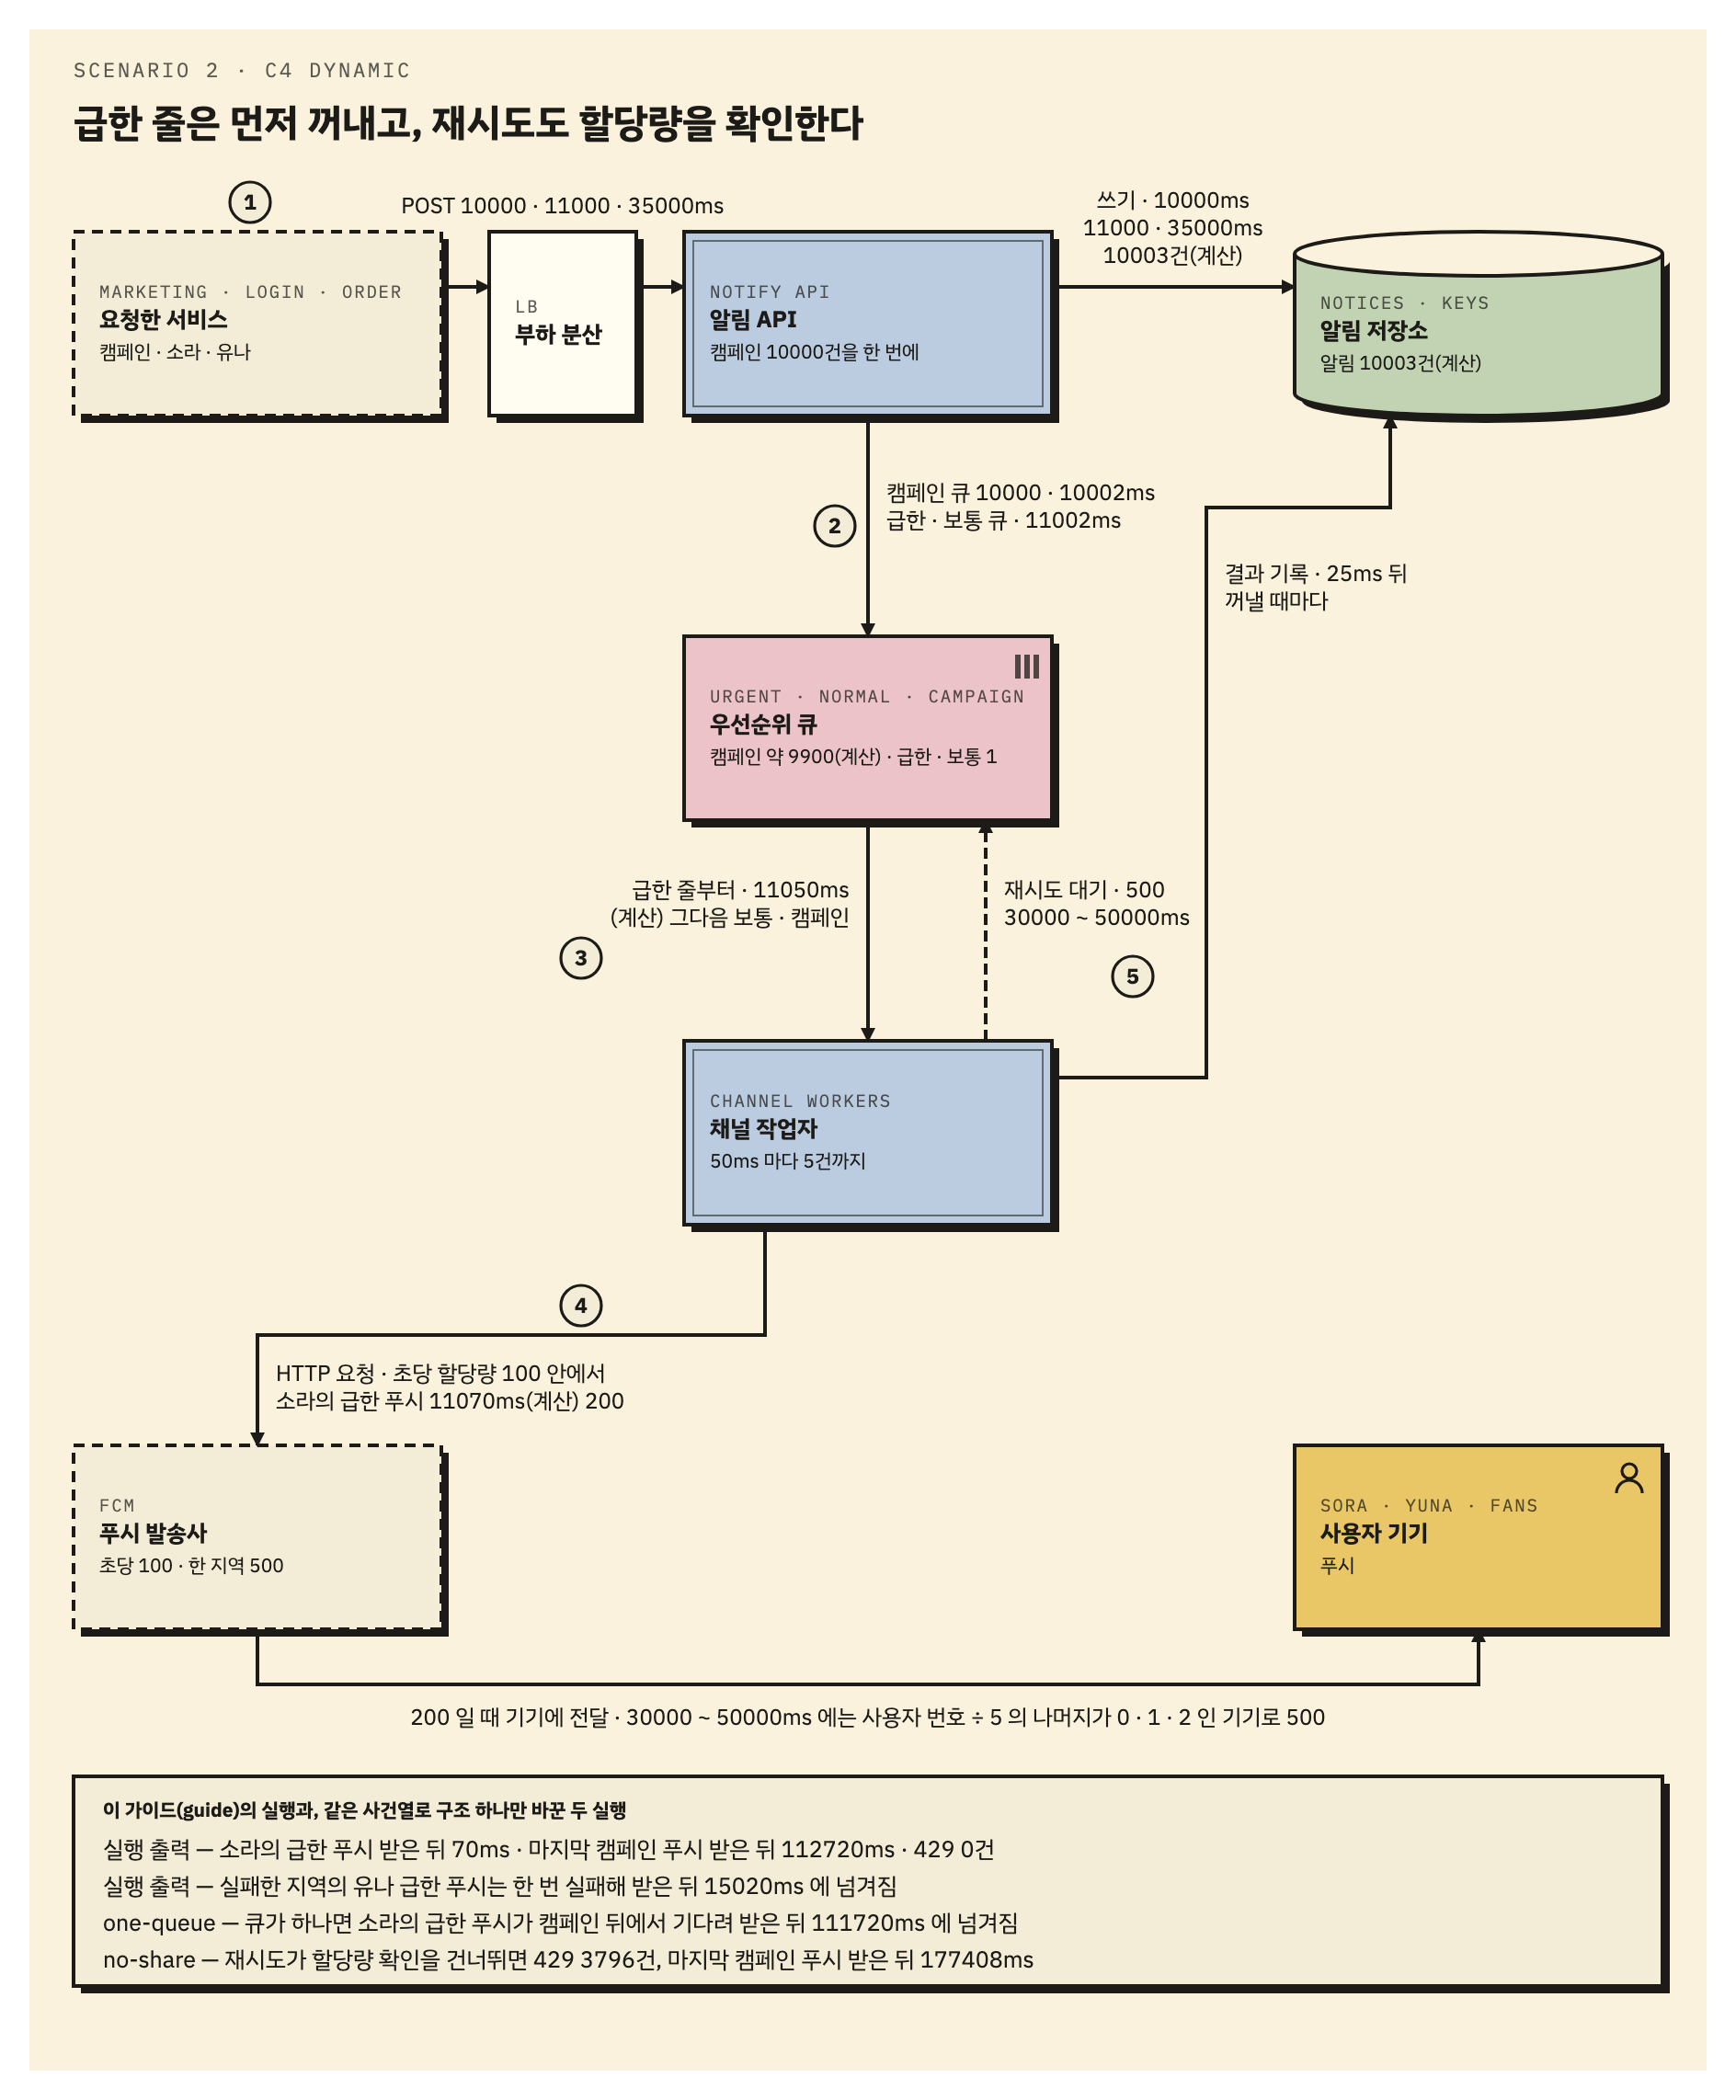 SCENARIO 2 · C4 DYNAMIC
급한 줄은 먼저 꺼내고, 재시도도 할당량을 확인한다
1
POST 10000 · 11000 · 35000ms
쓰기 · 10000ms
11000 · 35000ms
10003건(계산)
MARKETING · LOGIN · ORDER
요청한 서비스
캠페인 · 소라 · 유나
LB
부하 분산
NOTIFY API
알림 API
캠페인 10000건을 한 번에
NOTICES · KEYS
알림 저장소
알림 10003건(계산)
2
캠페인 큐 10000 · 10002ms
급한 · 보통 큐 · 11002ms
결과 기록 · 25ms 뒤
꺼낼 때마다
URGENT · NORMAL · CAMPAIGN
우선순위 큐
캠페인 약 9900(계산) · 급한 · 보통 1
급한 줄부터 · 11050ms
(계산) 그다음 보통 · 캠페인
3
재시도 대기 · 500
30000 ~ 50000ms
5
CHANNEL WORKERS
채널 작업자
50ms 마다 5건까지
4
HTTP 요청 · 초당 할당량 100 안에서
소라의 급한 푸시 11070ms(계산) 200
FCM
푸시 발송사
초당 100 · 한 지역 500
SORA · YUNA · FANS
사용자 기기
푸시
200 일 때 기기에 전달 · 30000 ~ 50000ms 에는 사용자 번호 ÷ 5 의 나머지가 0 · 1 · 2 인 기기로 500
이 가이드(guide)의 실행과, 같은 사건열로 구조 하나만 바꾼 두 실행
실행 출력 — 소라의 급한 푸시 받은 뒤 70ms · 마지막 캠페인 푸시 받은 뒤 112720ms · 429 0건
실행 출력 — 실패한 지역의 유나 급한 푸시는 한 번 실패해 받은 뒤 15020ms 에 넘겨짐
one-queue — 큐가 하나면 소라의 급한 푸시가 캠페인 뒤에서 기다려 받은 뒤 111720ms 에 넘겨짐
no-share — 재시도가 할당량 확인을 건너뛰면 429 3796건, 마지막 캠페인 푸시 받은 뒤 177408ms